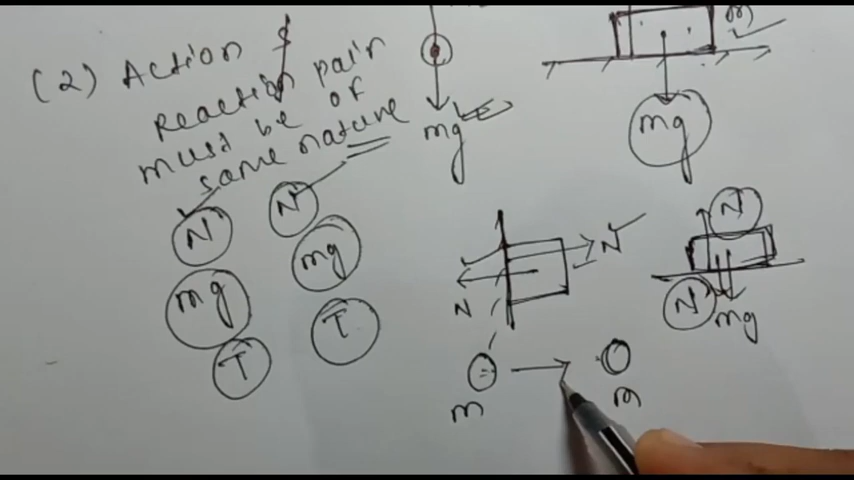 (2) Action &
Reaction pair
must be of
same nature
N N
mg mg
T T
mg
m
mg
N N
N
N
mg
m m